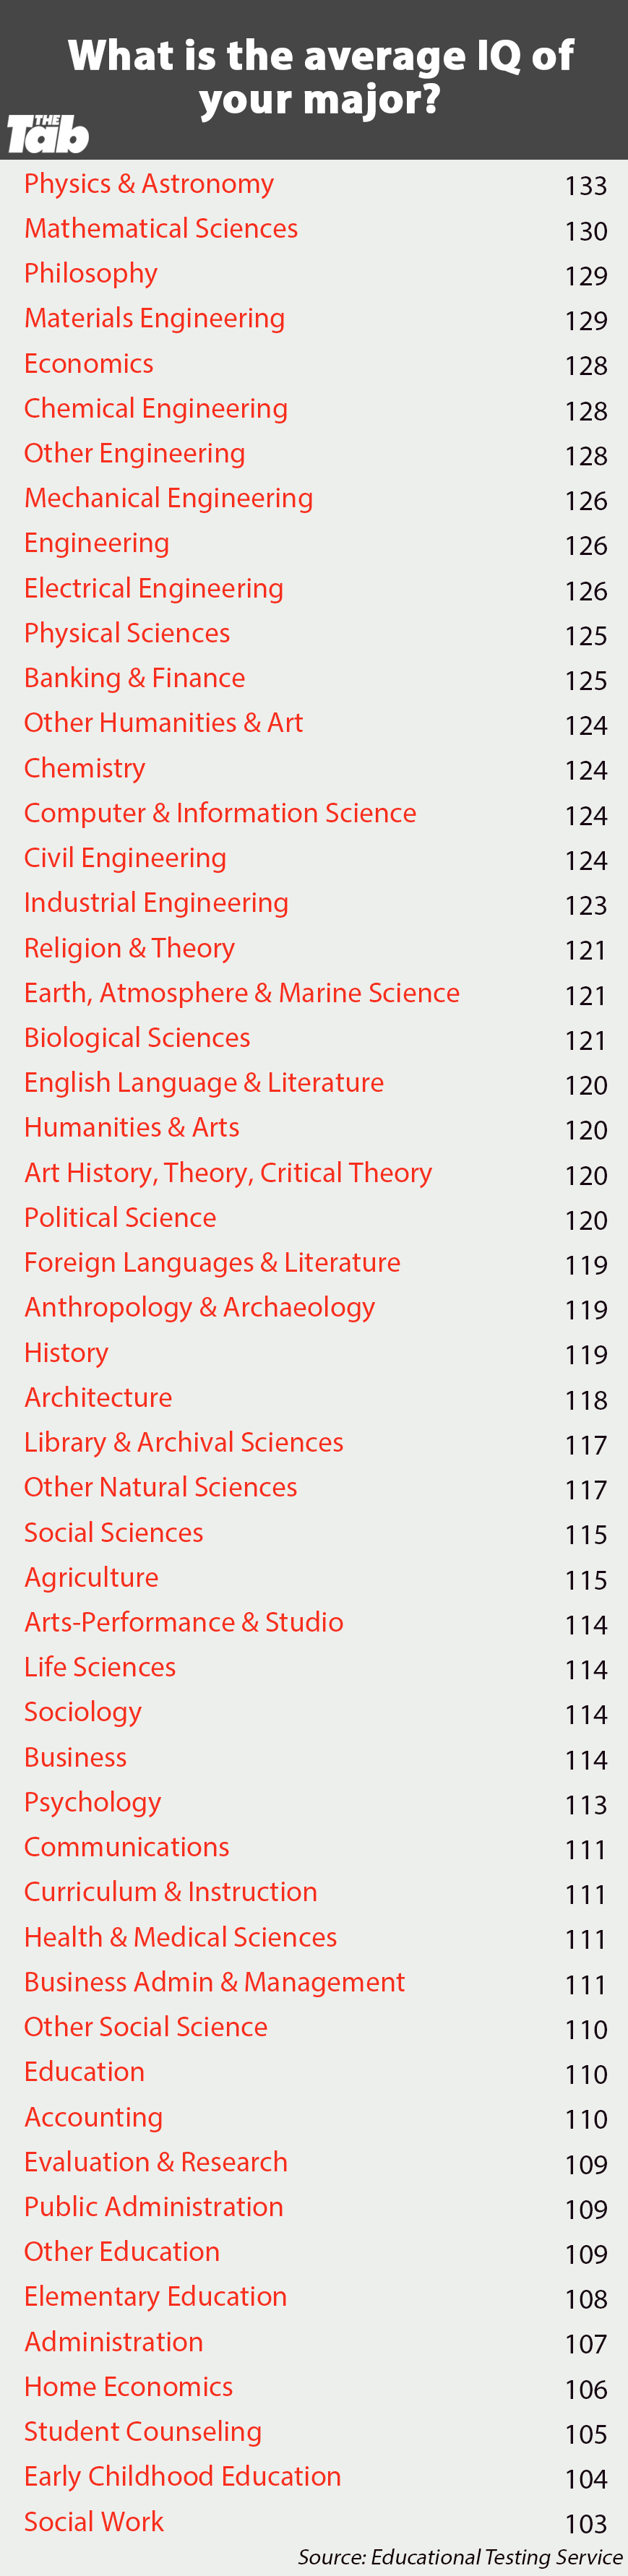 What is the average IQ of
your major?
THE
Tab
Physics & Astronomy 133
Mathematical Sciences 130
Philosophy 129
Materials Engineering 129
Economics 128
Chemical Engineering 128
Other Engineering 128
Mechanical Engineering 126
Engineering 126
Electrical Engineering 126
Physical Sciences 125
Banking & Finance 125
Other Humanities & Art 124
Chemistry 124
Computer & Information Science 124
Civil Engineering 124
Industrial Engineering 123
Religion & Theory 121
Earth, Atmosphere & Marine Science 121
Biological Sciences 121
English Language & Literature 120
Humanities & Arts 120
Art History, Theory, Critical Theory 120
Political Science 120
Foreign Languages & Literature 119
Anthropology & Archaeology 119
History 119
Architecture 118
Library & Archival Sciences 117
Other Natural Sciences 117
Social Sciences 115
Agriculture 115
Arts-Performance & Studio 114
Life Sciences 114
Sociology 114
Business 114
Psychology 113
Communications 111
Curriculum & Instruction 111
Health & Medical Sciences 111
Business Admin & Management 111
Other Social Science 110
Education 110
Accounting 110
Evaluation & Research 109
Public Administration 109
Other Education 109
Elementary Education 108
Administration 107
Home Economics 106
Student Counseling 105
Early Childhood Education 104
Social Work 103
Source: Educational Testing Service